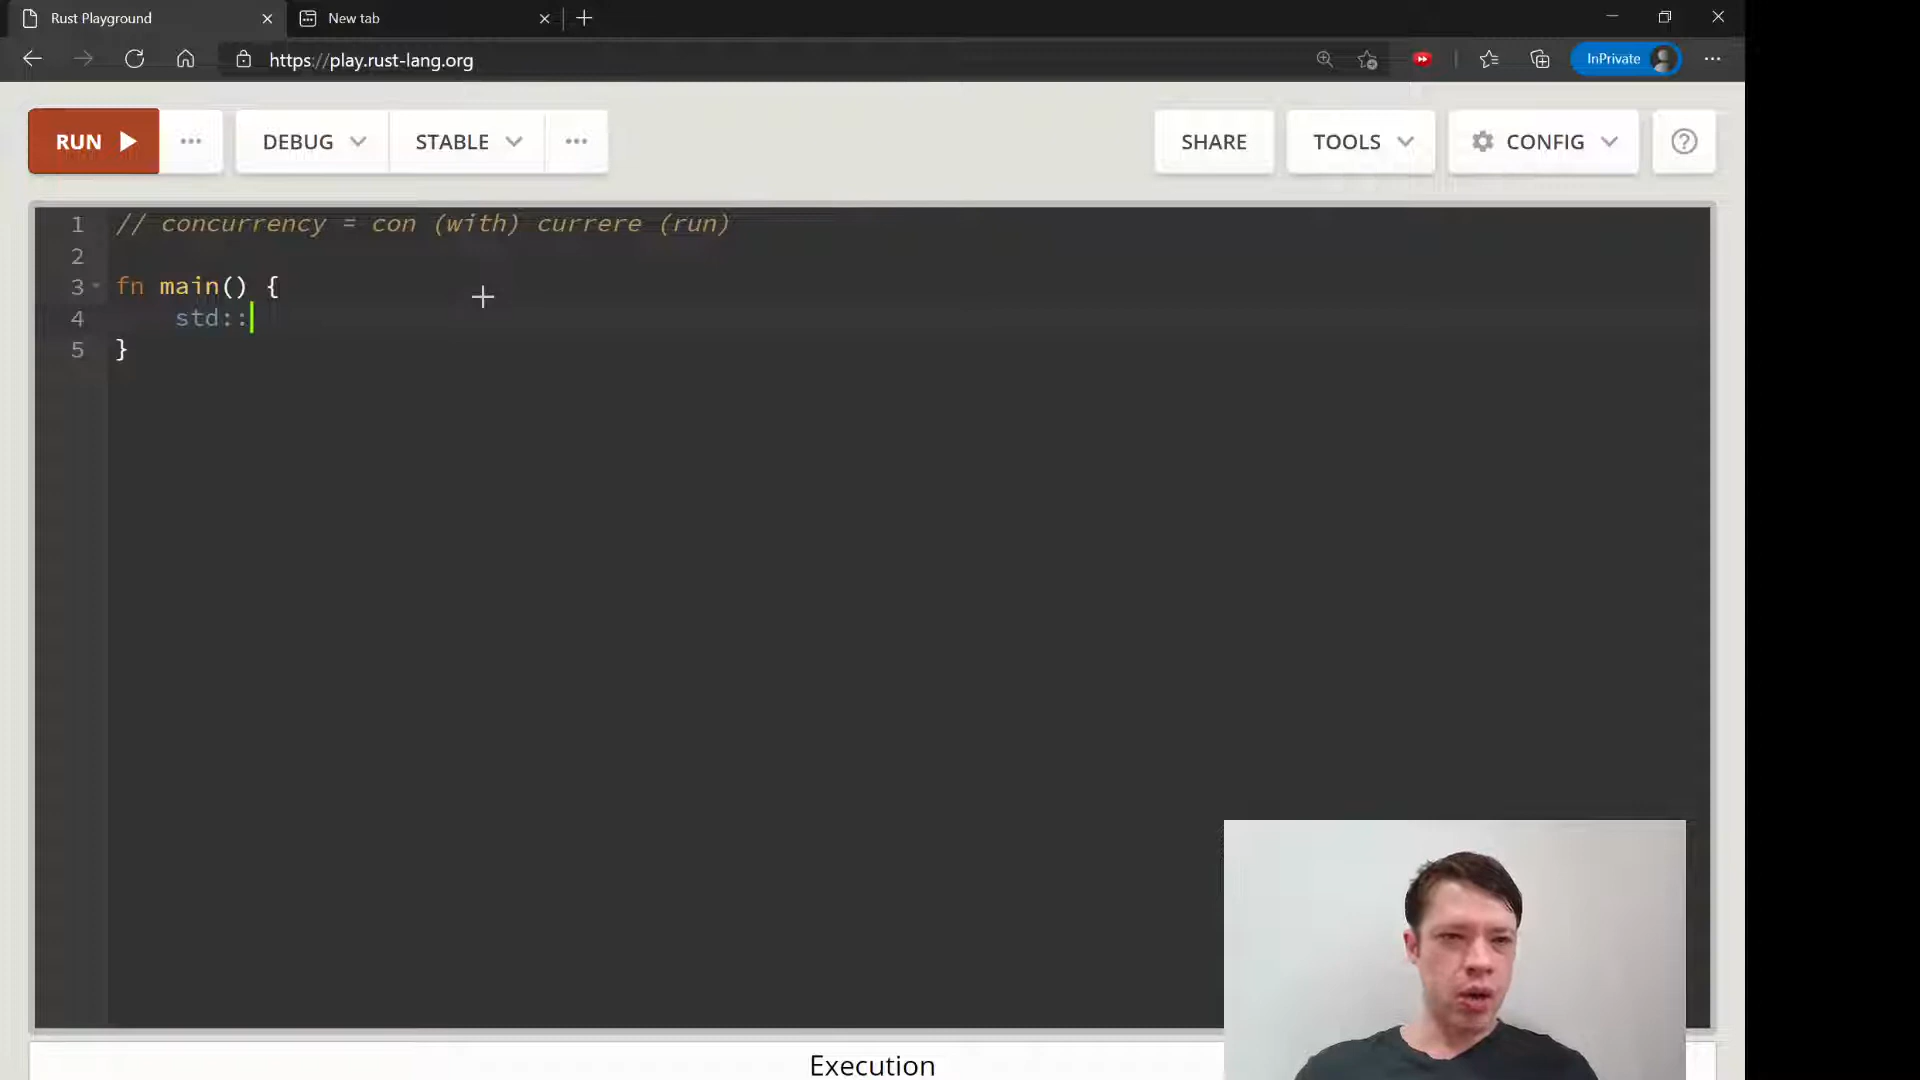 Rust Playground
New tab
https://play.rust-lang.org
InPrivate
RUN
DEBUG
STABLE
SHARE
TOOLS
CONFIG
1 // concurrency = con (with) currere (run)
2
3 fn main() {
4 std::
5 }
Execution